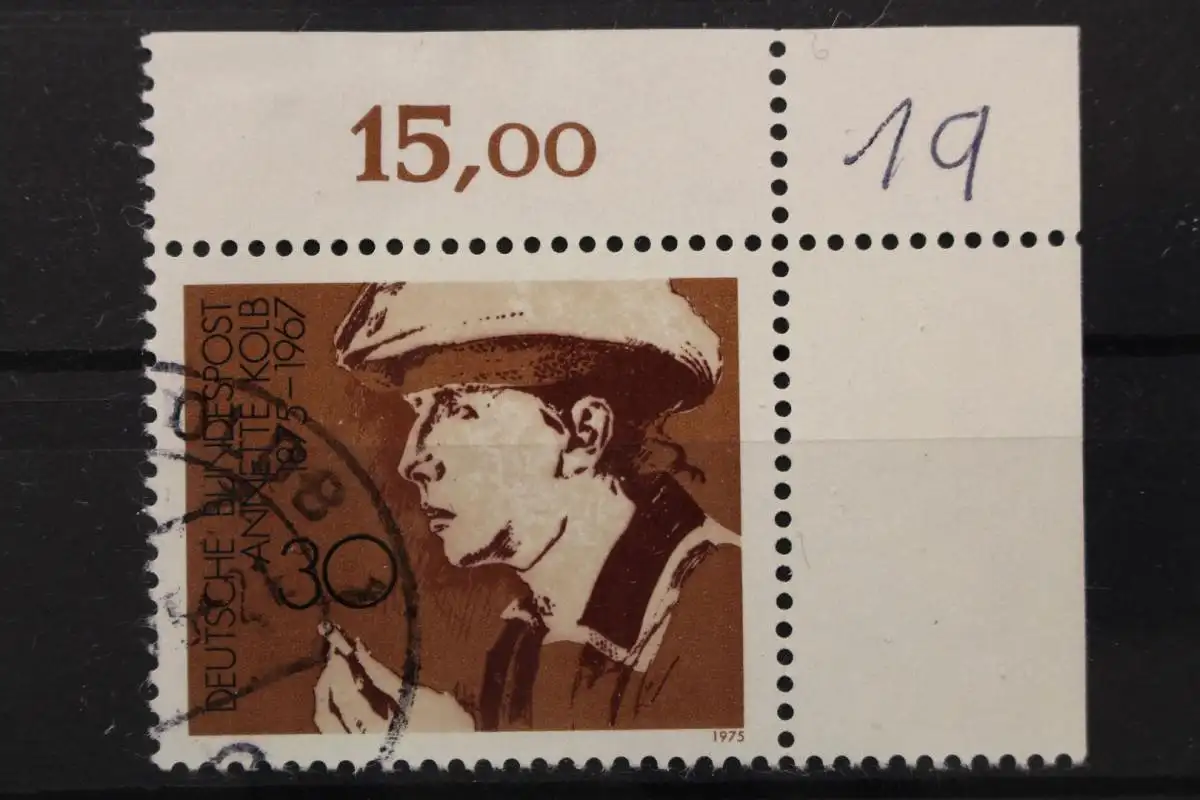 15,00
19
DEUTSCHE BUNDESPOST
ANNETTE KOLB
1875–1967
30
1975